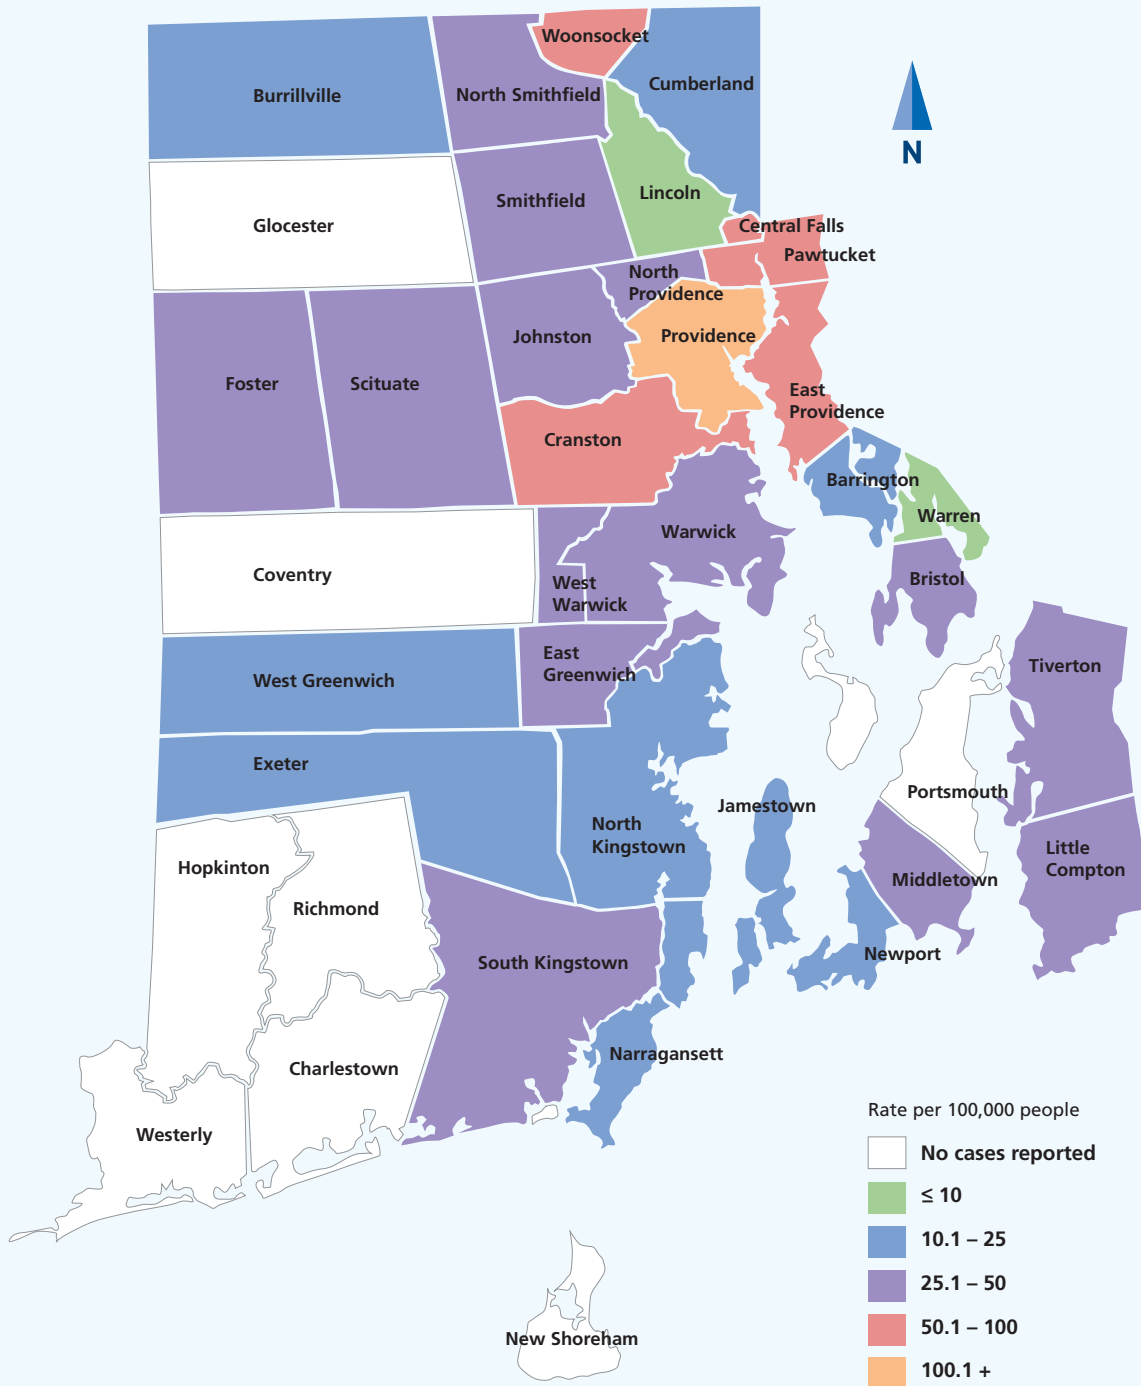 Woonsocket
Cumberland
Burrillville
North Smithfield
N
Lincoln
Smithfield
Glocester
Central Falls
Pawtucket
North
Providence
Johnston
Providence
Foster
Scituate
East
Providence
Cranston
Barrington
Warren
Warwick
Coventry
West
Warwick
Bristol
East
Greenwich
Tiverton
West Greenwich
Exeter
Portsmouth
Jamestown
North
Kingstown
Little
Compton
Hopkinton
Middletown
Richmond
South Kingstown
Newport
Narragansett
Charlestown
Westerly
New Shoreham
Rate per 100,000 people
No cases reported
≤ 10
10.1 – 25
25.1 – 50
50.1 – 100
100.1 +